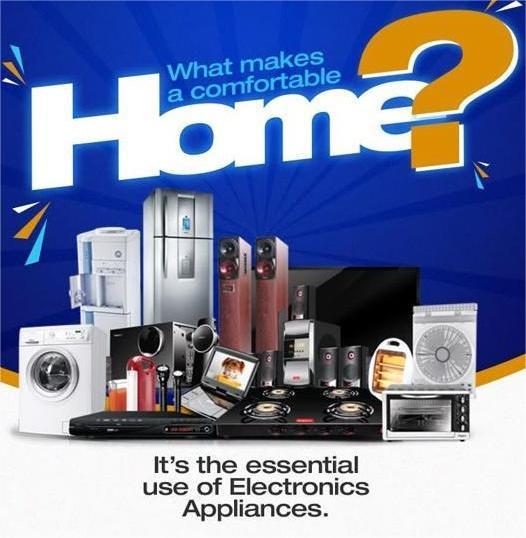 What makes
a comfortable
Home?
It's the essential
use of Electronics
Appliances.